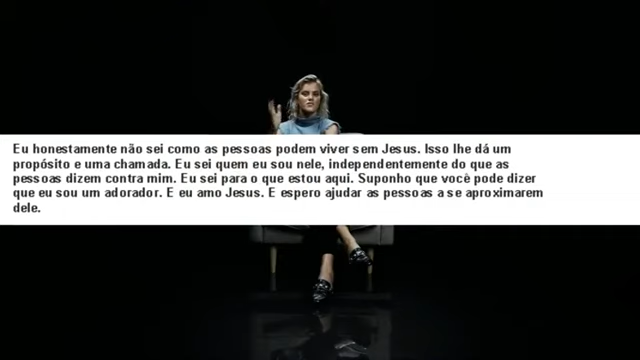 Eu honestamente não sei como as pessoas podem viver sem Jesus. Isso lhe dá um
propósito e uma chamada. Eu sei quem eu sou nele, independentemente do que as
pessoas dizem contra mim. Eu sei para o que estou aqui. Suponho que você pode dizer
que eu sou um adorador. E eu amo Jesus. E espero ajudar as pessoas a se aproximarem
dele.